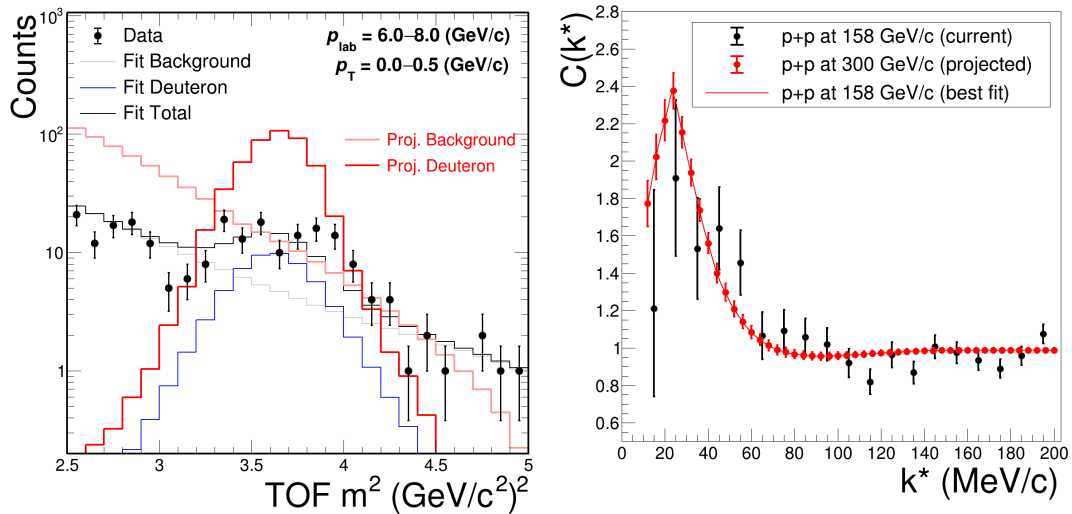 Counts
Data
Fit Background
Fit Deuteron
Fit Total
p_lab = 6.0–8.0 (GeV/c)
p_T = 0.0–0.5 (GeV/c)
Proj. Background
Proj. Deuteron
10³
10²
10
1
2.5 3 3.5 4 4.5 5
TOF m² (GeV/c²)²
C(k*)
p+p at 158 GeV/c (current)
p+p at 300 GeV/c (projected)
p+p at 158 GeV/c (best fit)
2.8
2.6
2.4
2.2
2
1.8
1.6
1.4
1.2
1
0.8
0.6
0 20 40 60 80 100 120 140 160 180 200
k* (MeV/c)